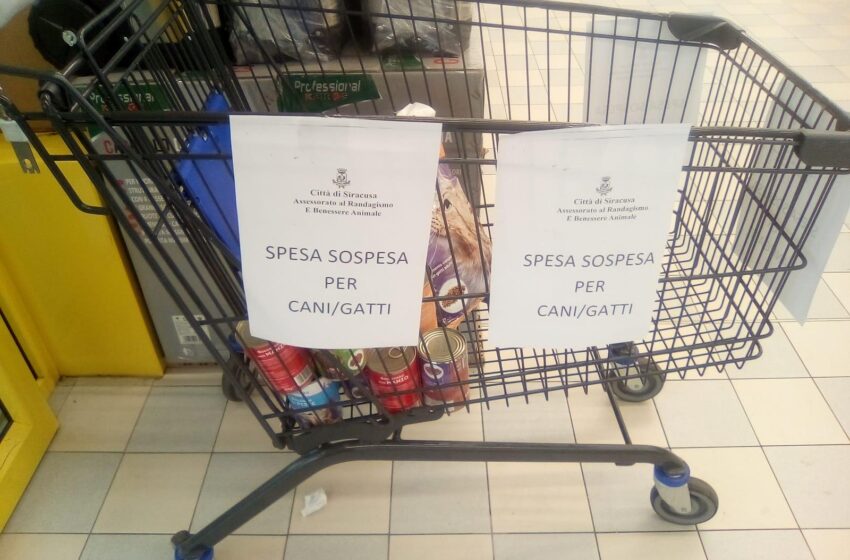 Professional
Professional
Città di Siracusa
Assessorato al Randagismo
E Benessere Animale
SPESA SOSPESA
PER
CANI/GATTI
Città di Siracusa
Assessorato al Randagismo
E Benessere Animale
SPESA SOSPESA
PER
CANI/GATTI